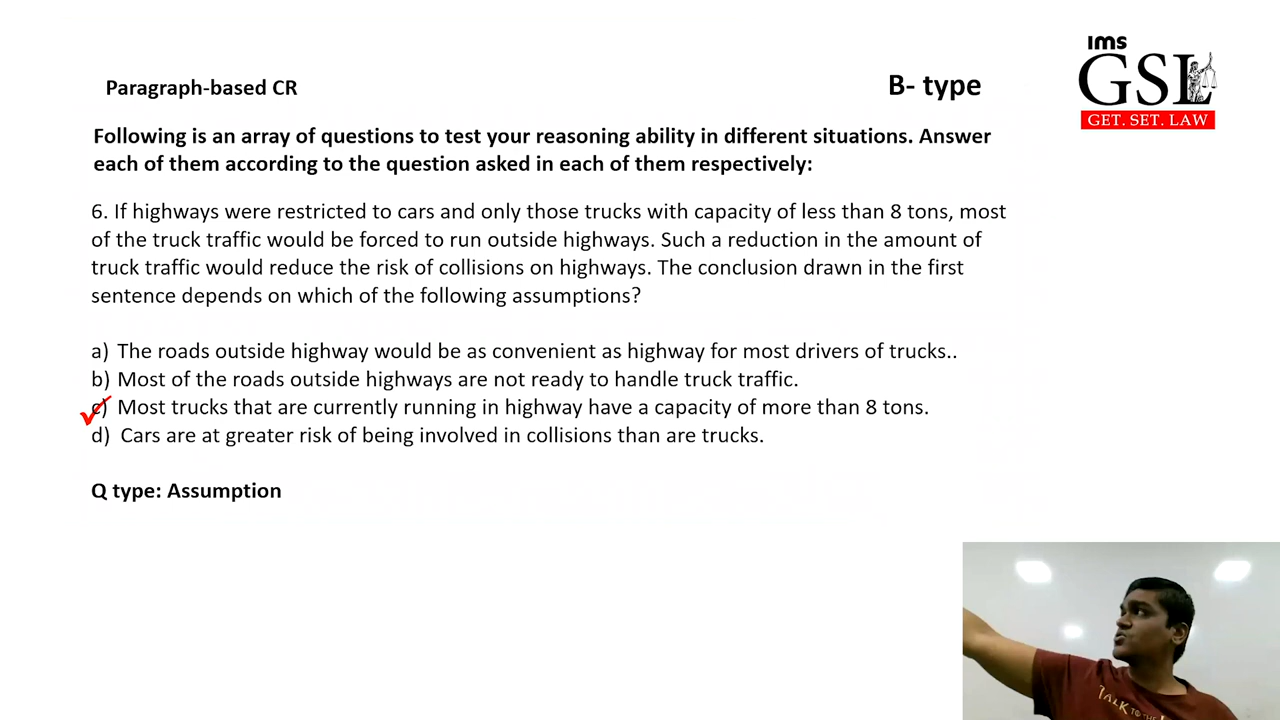 ims
GSL
GET. SET. LAW
Paragraph-based CR
B- type
Following is an array of questions to test your reasoning ability in different situations. Answer
each of them according to the question asked in each of them respectively:
6. If highways were restricted to cars and only those trucks with capacity of less than 8 tons, most
of the truck traffic would be forced to run outside highways. Such a reduction in the amount of
truck traffic would reduce the risk of collisions on highways. The conclusion drawn in the first
sentence depends on which of the following assumptions?
a) The roads outside highway would be as convenient as highway for most drivers of trucks..
b) Most of the roads outside highways are not ready to handle truck traffic.
c) Most trucks that are currently running in highway have a capacity of more than 8 tons.
d) Cars are at greater risk of being involved in collisions than are trucks.
Q type: Assumption
TALK TO THE